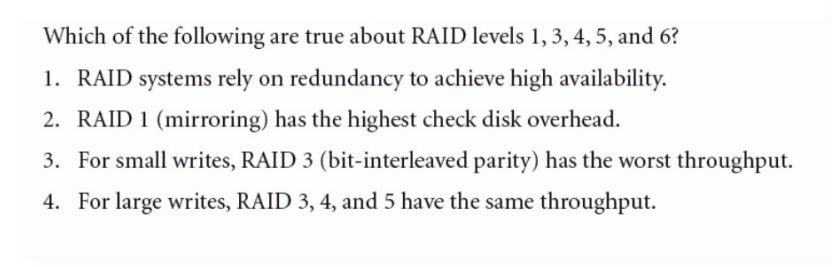 Which of the following are true about RAID levels 1, 3, 4, 5, and 6?
1. RAID systems rely on redundancy to achieve high availability.
2. RAID 1 (mirroring) has the highest check disk overhead.
3. For small writes, RAID 3 (bit-interleaved parity) has the worst throughput.
4. For large writes, RAID 3, 4, and 5 have the same throughput.